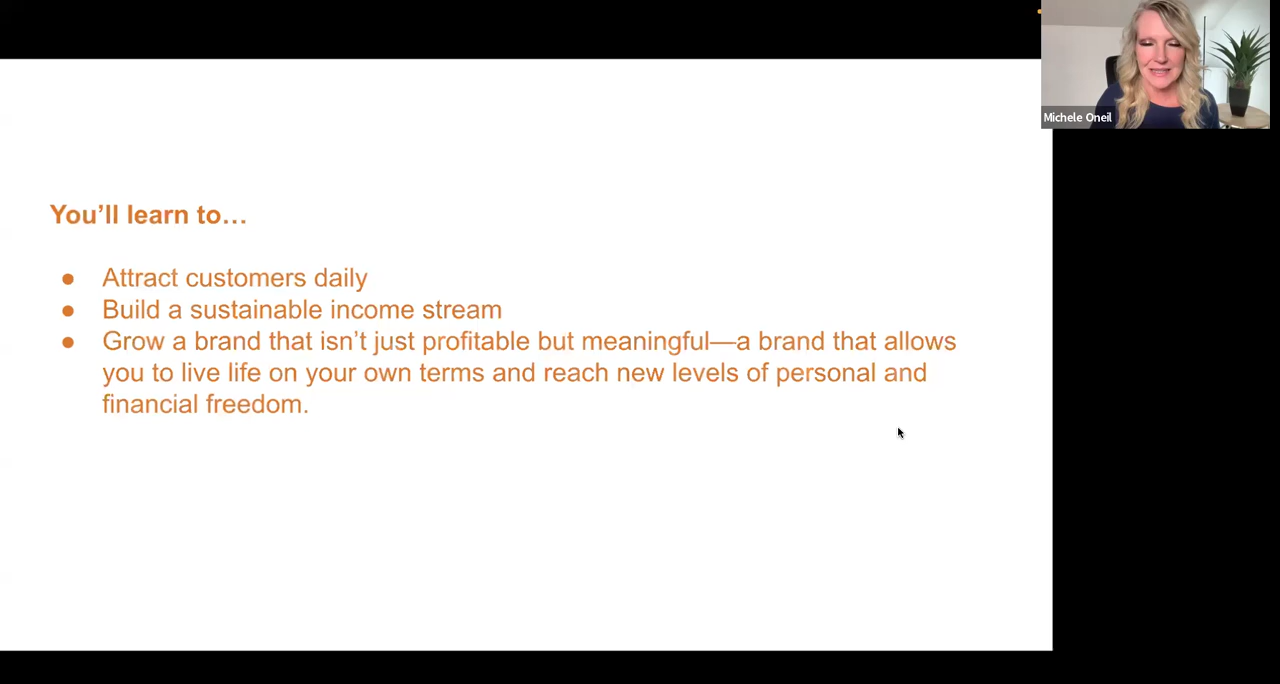 Michele Oneil
You’ll learn to…
● Attract customers daily
● Build a sustainable income stream
● Grow a brand that isn’t just profitable but meaningful—a brand that allows
you to live life on your own terms and reach new levels of personal and
financial freedom.